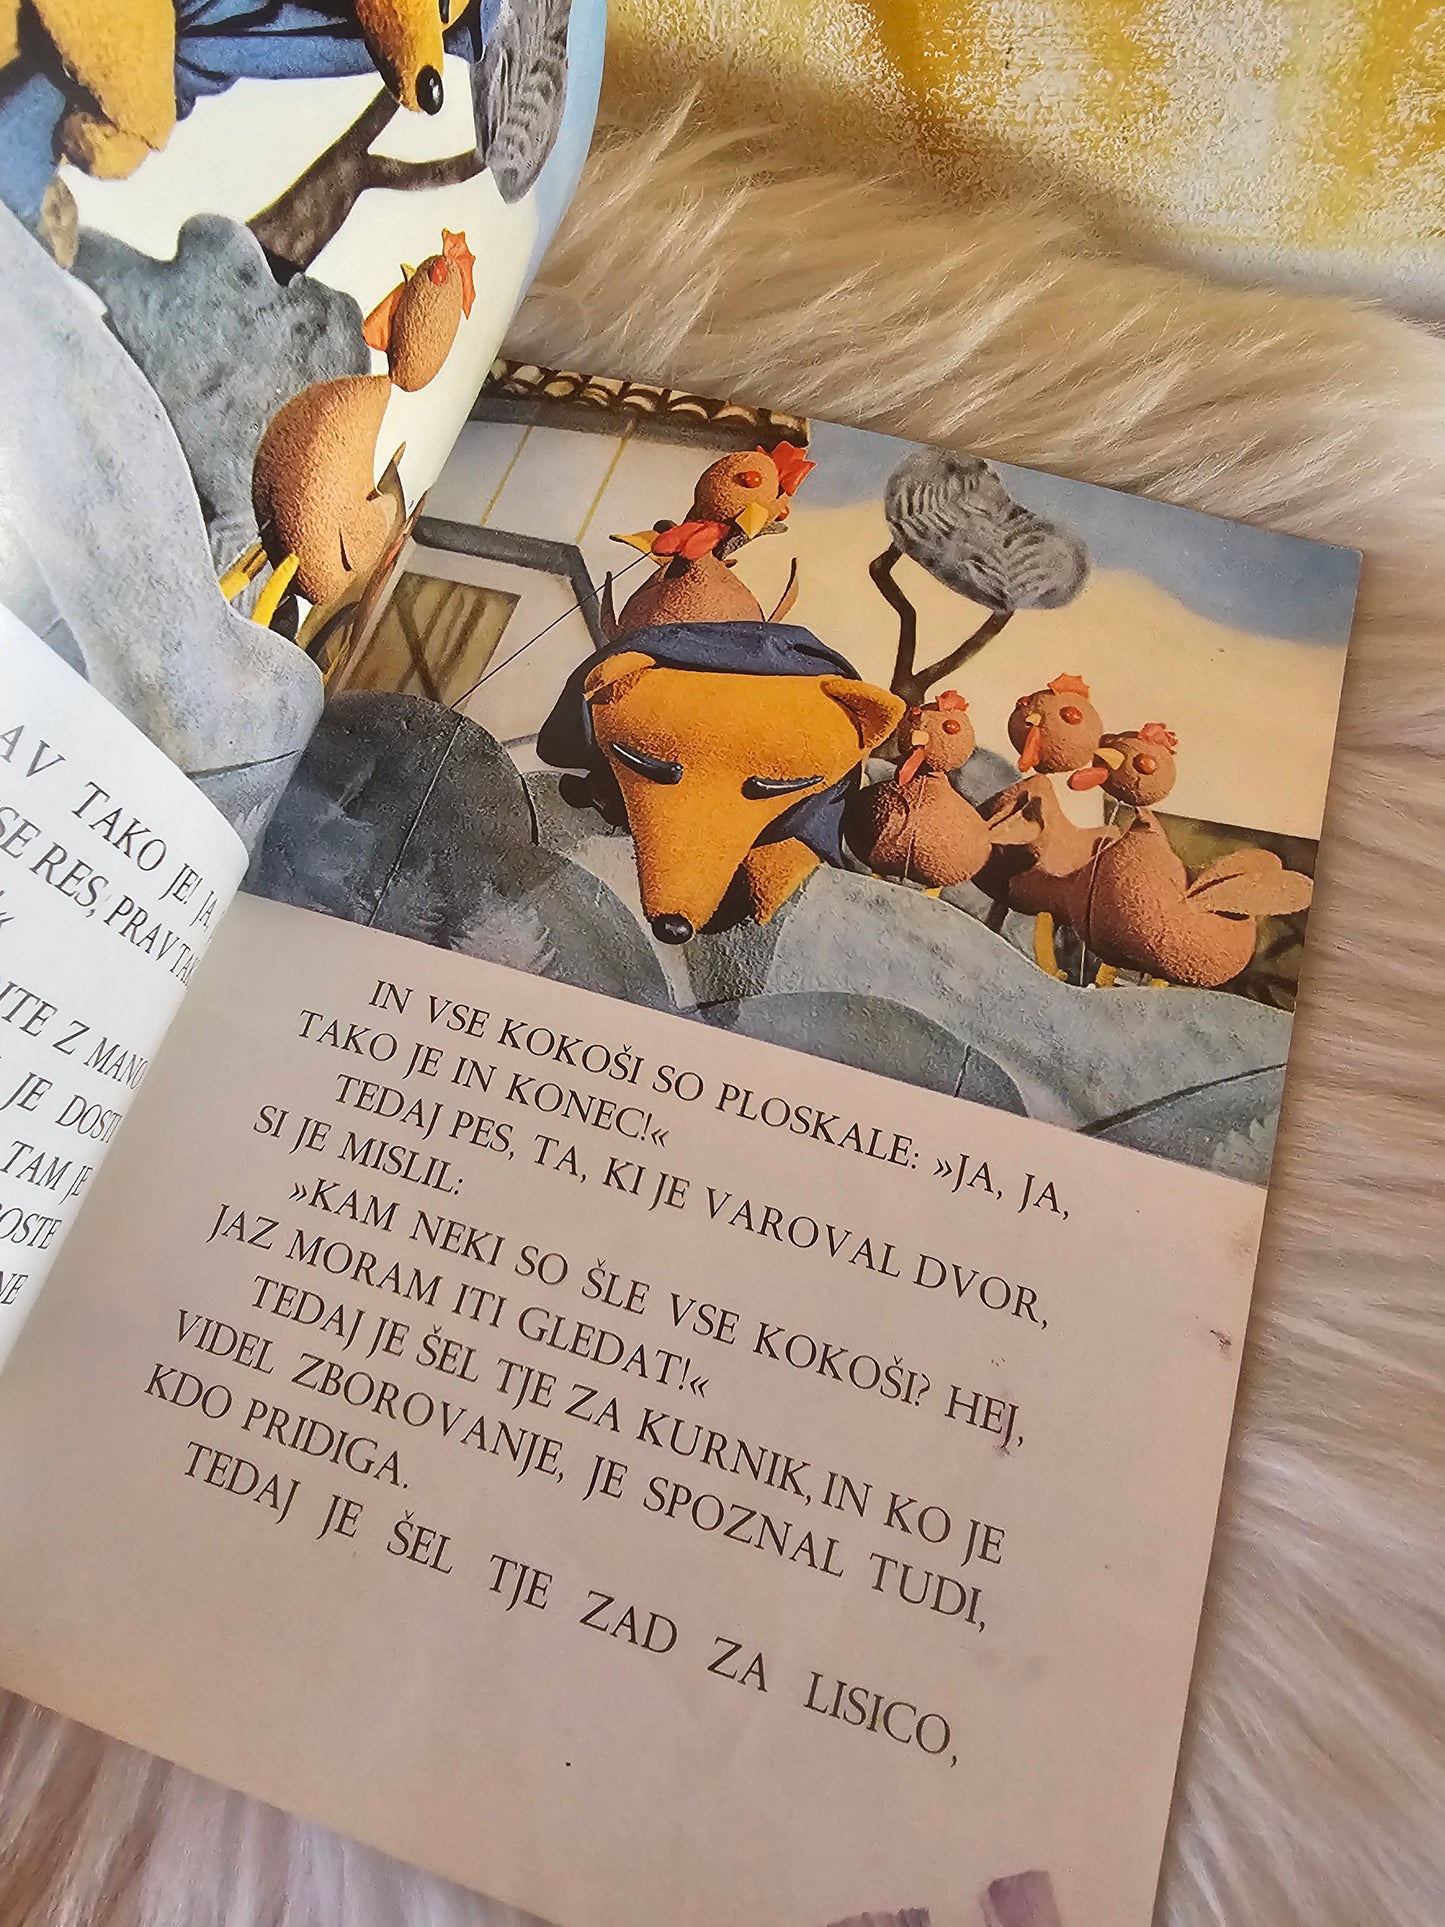 AV TAKO JE! JA,
SE RES, PRAV
Z MANO
JE DOSTI
TAM JE
NE
IN VSE KOKOŠI SO PLOSKALE: »JA, JA,
TAKO JE IN KONEC!«
TEDAJ PES, TA, KI JE VAROVAL DVOR,
SI JE MISLIL:
»KAM NEKI SO ŠLE VSE KOKOŠI? HEJ,
JAZ MORAM ITI GLEDAT!«
TEDAJ JE ŠEL TJE ZA KURNIK, IN KO JE
VIDEL ZBOROVANJE, JE SPOZNAL TUDI,
KDO PRIDIGA.
TEDAJ JE ŠEL TJE ZAD ZA LISICO,